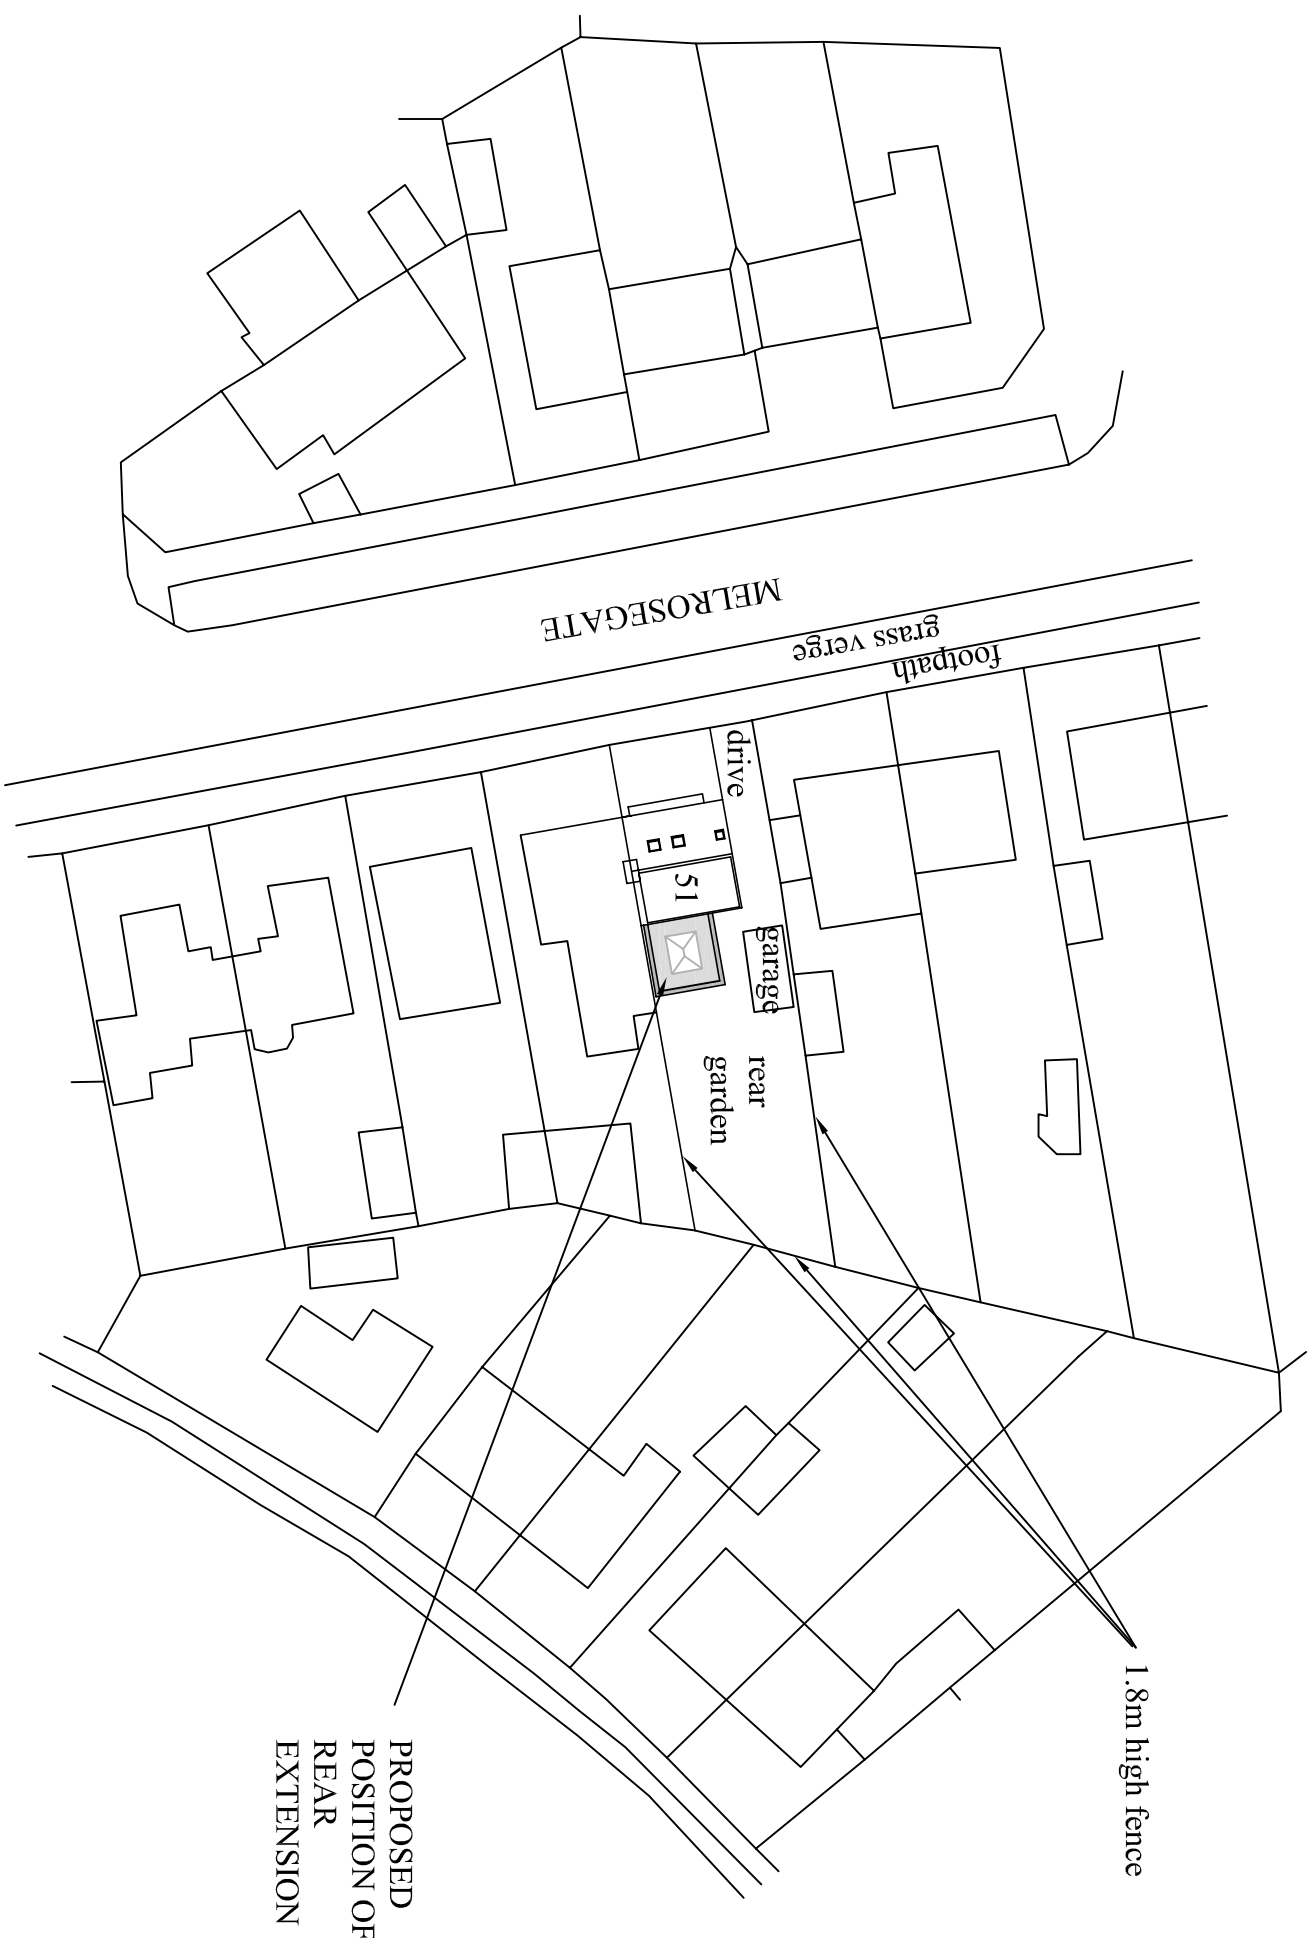 MELROSEGATE
grass verge
footpath
drive
51
garage
rear
garden
1.8m high fence
PROPOSED
POSITION OF
REAR
EXTENSION